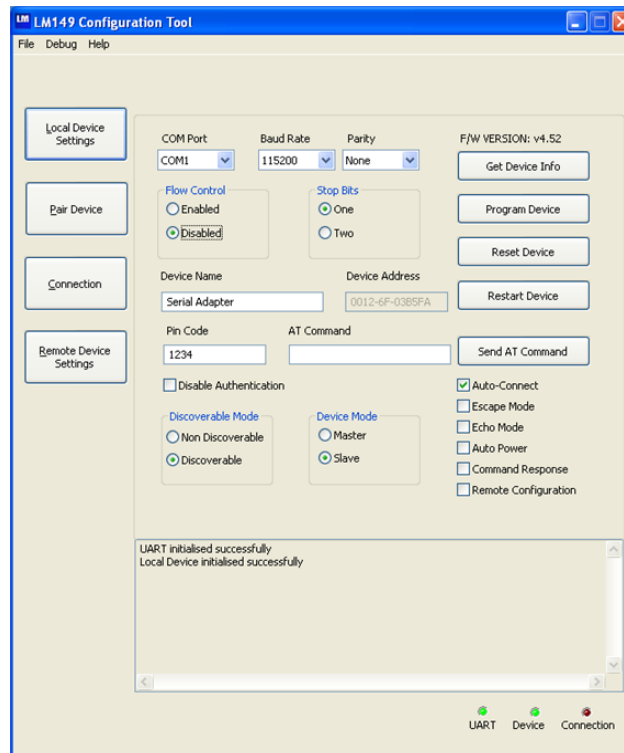 LM LM149 Configuration Tool
File Debug Help
Local Device Settings
Pair Device
Connection
Remote Device Settings
COM Port Baud Rate Parity F/W VERSION: v4.52
COM1 115200 None Get Device Info
Flow Control Stop Bits
Enabled One Program Device
Disabled Two
Reset Device
Device Name Device Address
Serial Adapter 0012-6F-03B5FA Restart Device
Pin Code AT Command
1234 Send AT Command
Disable Authentication Auto-Connect
Escape Mode
Discoverable Mode Device Mode Echo Mode
Non Discoverable Master Auto Power
Discoverable Slave Command Response
Remote Configuration
UART initialised successfully
Local Device initialised successfully
UART Device Connection